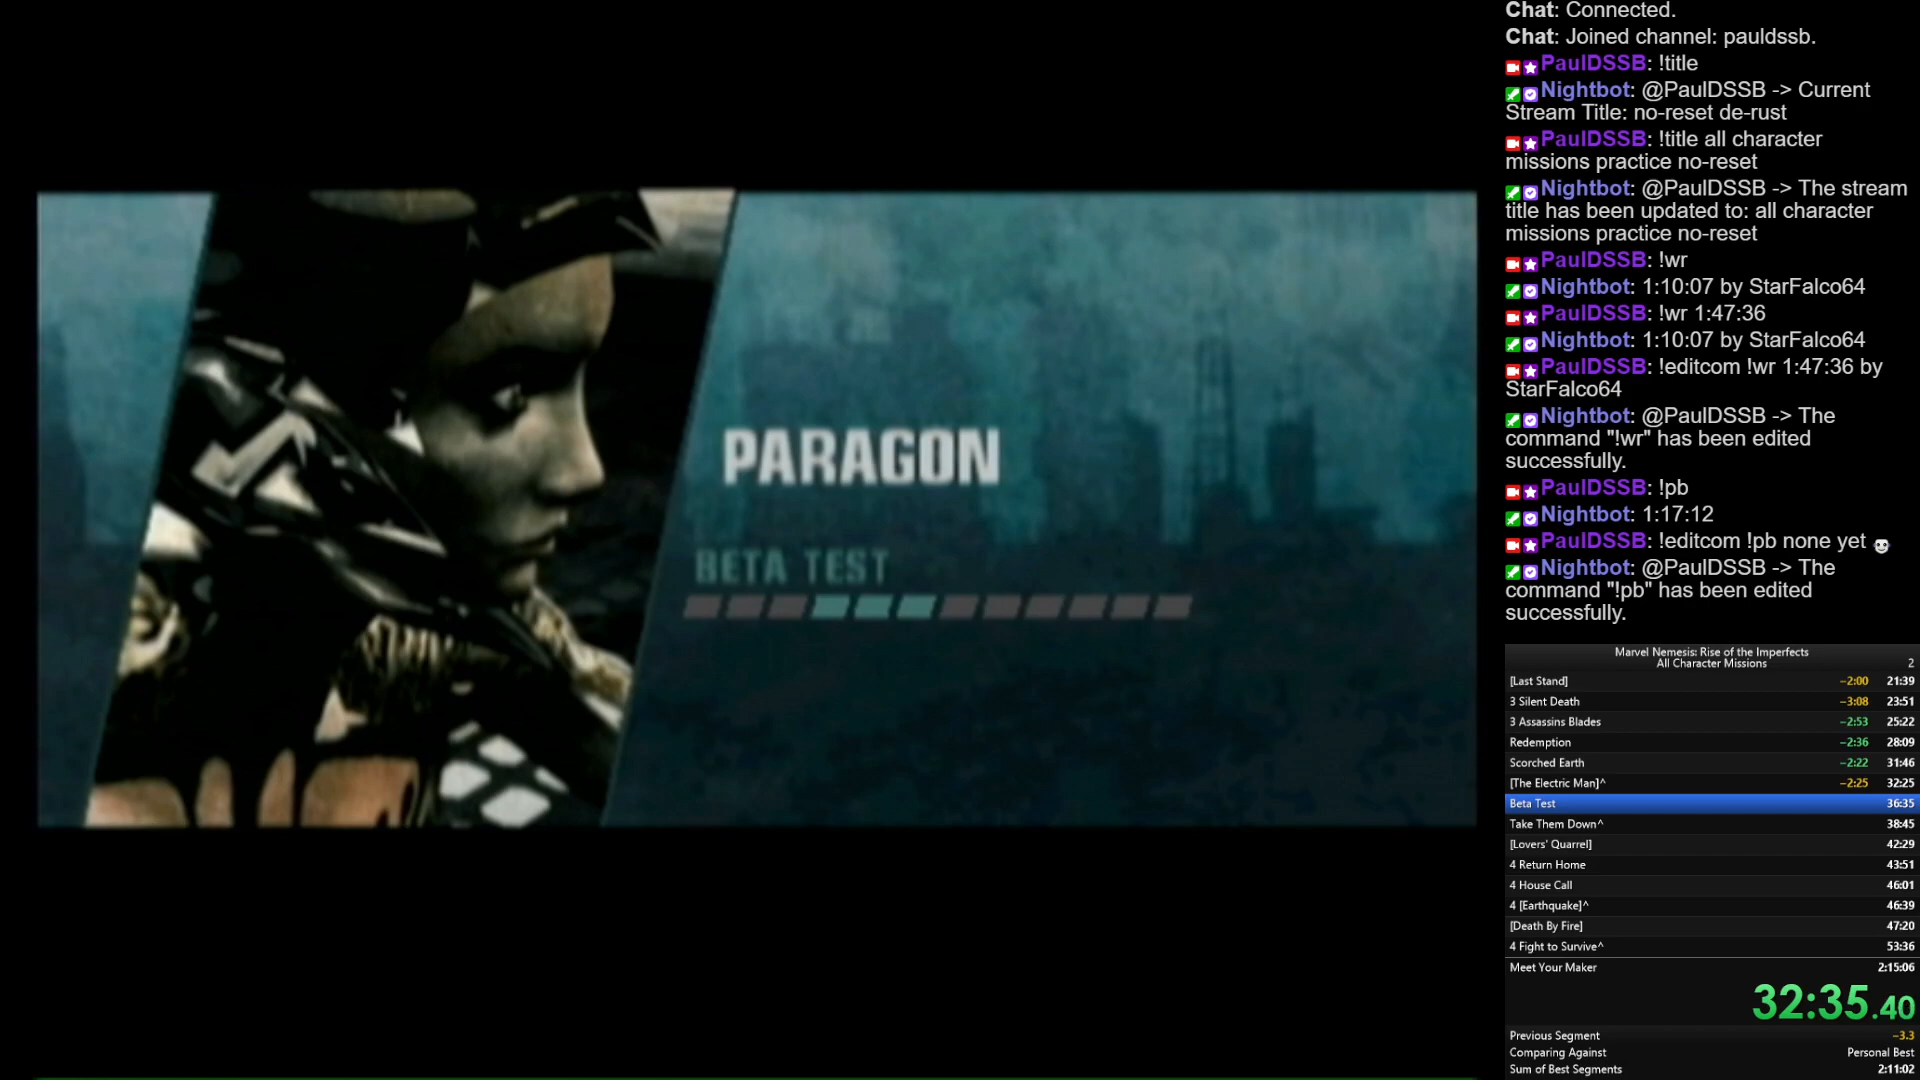 PARAGON
BETA TEST
Chat: Connected.
Chat: Joined channel: pauldssb.
PaulDSSB: !title
Nightbot: @PaulDSSB -> Current
Stream Title: no-reset de-rust
PaulDSSB: !title all character
missions practice no-reset
Nightbot: @PaulDSSB -> The stream
title has been updated to: all character
missions practice no-reset
PaulDSSB: !wr
Nightbot: 1:10:07 by StarFalco64
PaulDSSB: !wr 1:47:36
Nightbot: 1:10:07 by StarFalco64
PaulDSSB: !editcom !wr 1:47:36 by
StarFalco64
Nightbot: @PaulDSSB -> The
command "!wr" has been edited
successfully.
PaulDSSB: !pb
Nightbot: 1:17:12
PaulDSSB: !editcom !pb none yet
Nightbot: @PaulDSSB -> The
command "!pb" has been edited
successfully.
Marvel Nemesis: Rise of the Imperfects
All Character Missions 2
[Last Stand] −2:00 21:39
3 Silent Death −3:08 23:51
3 Assassins Blades −2:53 25:22
Redemption −2:36 28:09
Scorched Earth −2:22 31:46
[The Electric Man]^ −2:25 32:25
Beta Test 36:35
Take Them Down^ 38:45
[Lovers' Quarrel] 42:29
4 Return Home 43:51
4 House Call 46:01
4 [Earthquake]^ 46:39
[Death By Fire] 47:20
4 Fight to Survive^ 53:36
Meet Your Maker 2:15:06
32:35.40
Previous Segment −3.3
Comparing Against Personal Best
Sum of Best Segments 2:11:02